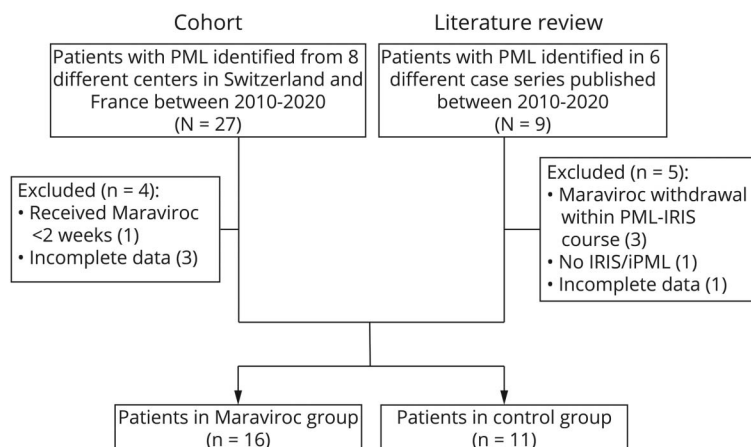 Cohort
Patients with PML identified from 8
different centers in Switzerland and
France between 2010-2020
(N = 27)
Literature review
Patients with PML identified in 6
different case series published
between 2010-2020
(N = 9)
Excluded (n = 4):
• Received Maraviroc
<2 weeks (1)
• Incomplete data (3)
Excluded (n = 5):
• Maraviroc withdrawal
within PML-IRIS
course (3)
• No IRIS/iPML (1)
• Incomplete data (1)
Patients in Maraviroc group
(n = 16)
Patients in control group
(n = 11)